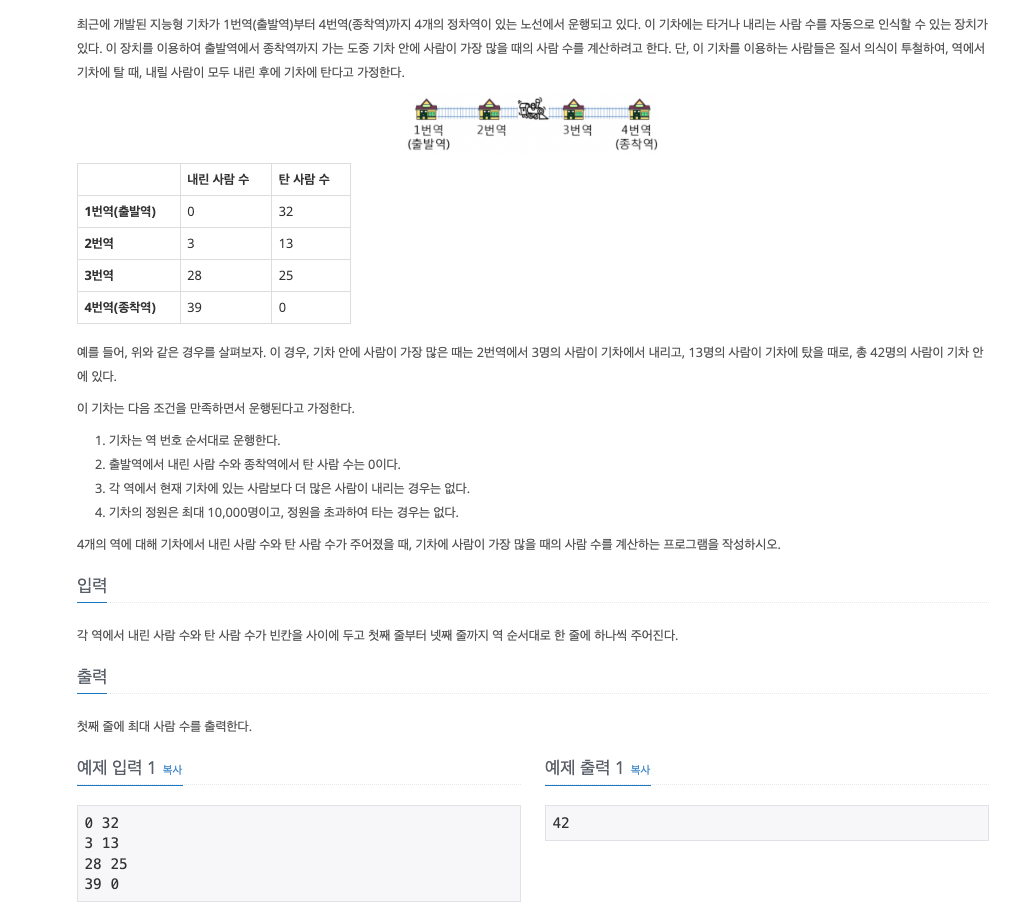 최근에 개발된 지능형 기차가 1번역(출발역)부터 4번역(종착역)까지 4개의 정차역이 있는 노선에서 운행되고 있다. 이 기차에는 타거나 내리는 사람 수를 자동으로 인식할 수 있는 장치가
있다. 이 장치를 이용하여 출발역에서 종착역까지 가는 도중 기차 안에 사람이 가장 많을 때의 사람 수를 계산하려고 한다. 단, 이 기차를 이용하는 사람들은 질서 의식이 투철하여, 역에서
기차에 탈 때, 내릴 사람이 모두 내린 후에 기차에 탄다고 가정한다.
1번역 2번역 3번역 4번역
(출발역) (종착역)
내린 사람 수 탄 사람 수
1번역(출발역) 0 32
2번역 3 13
3번역 28 25
4번역(종착역) 39 0
예를 들어, 위와 같은 경우를 살펴보자. 이 경우, 기차 안에 사람이 가장 많은 때는 2번역에서 3명의 사람이 기차에서 내리고, 13명의 사람이 기차에 탔을 때로, 총 42명의 사람이 기차 안
에 있다.
이 기차는 다음 조건을 만족하면서 운행된다고 가정한다.
1. 기차는 역 번호 순서대로 운행한다.
2. 출발역에서 내린 사람 수와 종착역에서 탄 사람 수는 0이다.
3. 각 역에서 현재 기차에 있는 사람보다 더 많은 사람이 내리는 경우는 없다.
4. 기차의 정원은 최대 10,000명이고, 정원을 초과하여 타는 경우는 없다.
4개의 역에 대해 기차에서 내린 사람 수와 탄 사람 수가 주어졌을 때, 기차에 사람이 가장 많을 때의 사람 수를 계산하는 프로그램을 작성하시오.
입력
각 역에서 내린 사람 수와 탄 사람 수가 빈칸을 사이에 두고 첫째 줄부터 넷째 줄까지 역 순서대로 한 줄에 하나씩 주어진다.
출력
첫째 줄에 최대 사람 수를 출력한다.
예제 입력 1 복사
0 32
3 13
28 25
39 0
예제 출력 1 복사
42